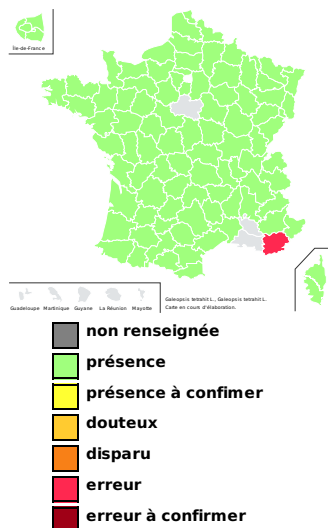 Île-de-France
Guadeloupe Martinique Guyane La Réunion Mayotte
Galeopsis tetrahit L., Galeopsis tetrahit L.
Carte en cours d'élaboration.
non renseignée
présence
présence à confimer
douteux
disparu
erreur
erreur à confirmer